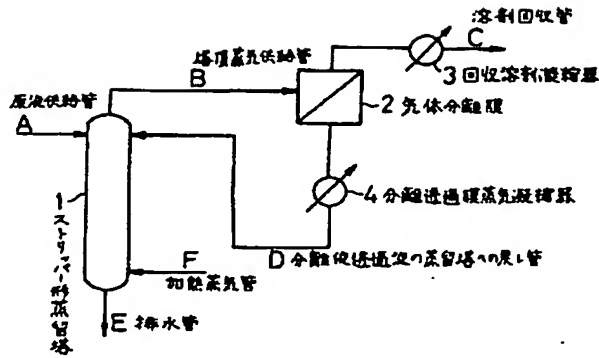 溶剤回収管
C
3 回収溶剤凝縮器
塔頂蒸気供給管
B
2 気体分離膜
原液供給管
A
4 分離透過膜蒸気凝縮器
1 ストリッパー形蒸留塔
D 分離後透過液の蒸留塔への戻し管
F
加熱蒸気管
E 排水管